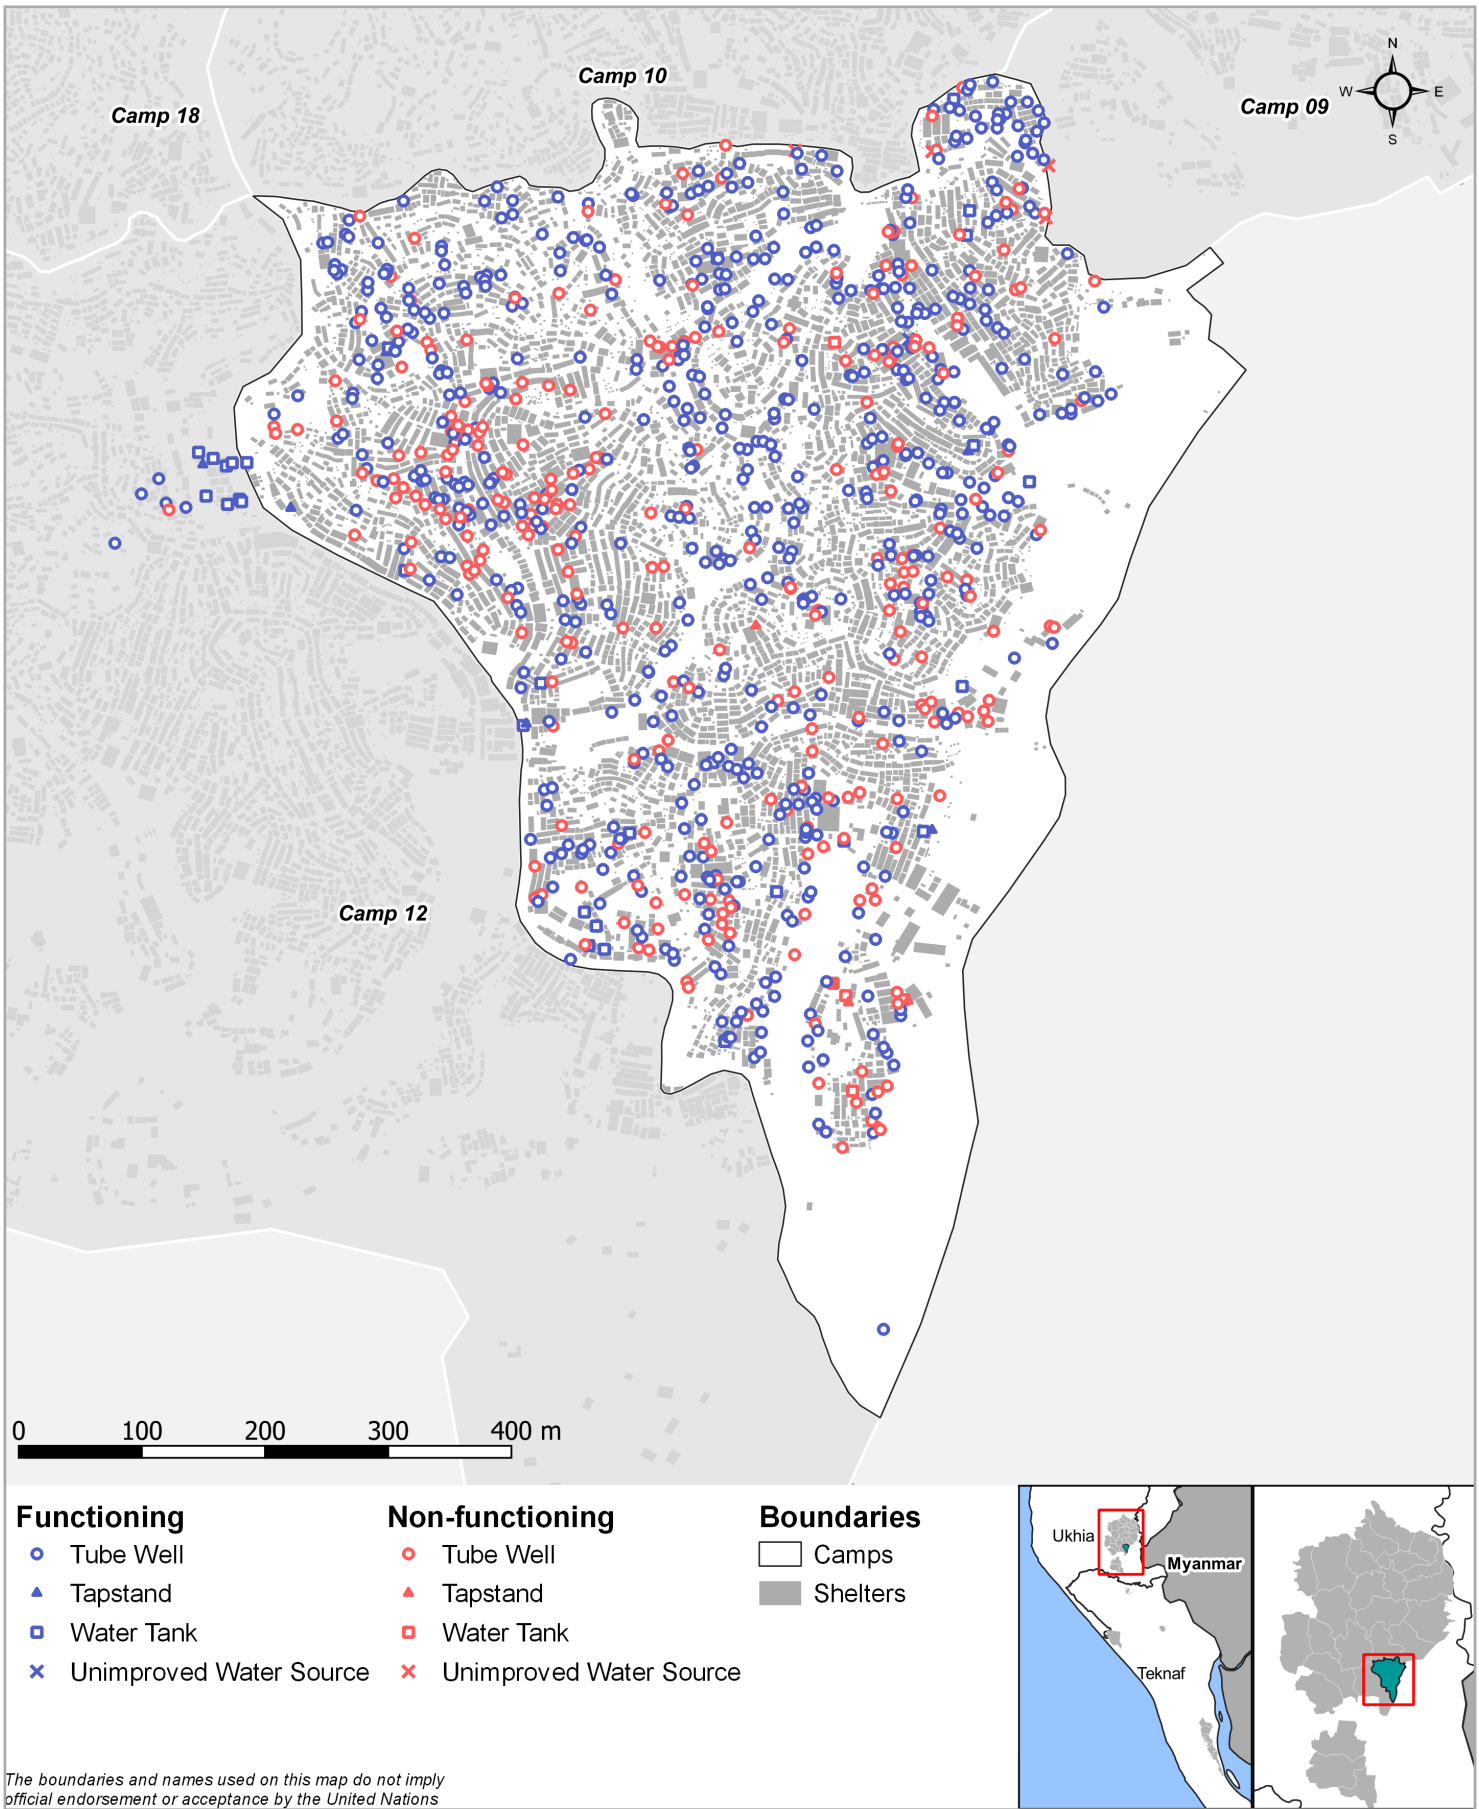 Camp 10
Camp 18
Camp 09
N
W
E
S
Camp 12
0 100 200 300 400 m
Functioning
Tube Well
Tapstand
Water Tank
Unimproved Water Source
Non-functioning
Tube Well
Tapstand
Water Tank
Unimproved Water Source
Boundaries
Camps
Shelters
Ukhia
Myanmar
Teknaf
The boundaries and names used on this map do not imply
official endorsement or acceptance by the United Nations